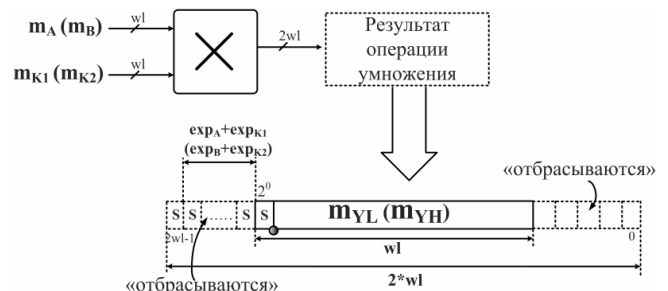 m_A (m_B)
wl
m_K1 (m_K2)
wl
2wl
Результат
операции
умножения
exp_A+exp_K1
(exp_B+exp_K2)
«отбрасываются»
2^0
S S ...... S S
m_YL (m_YH)
2wl-1
0
wl
«отбрасываются»
2*wl